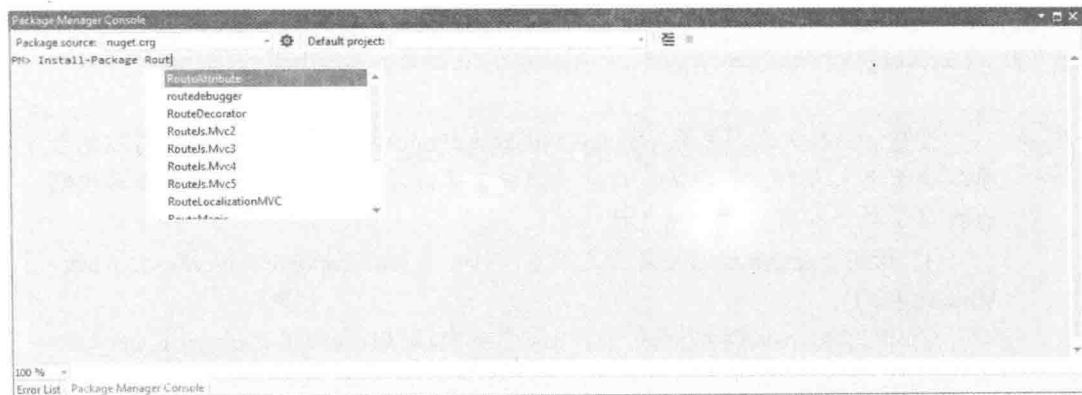 Package Manager Console
Package source: nuget.org Default project:
PM> Install-Package Rout
RouteAttribute
routedebugger
RouteDecorator
RouteJs.Mvc2
RouteJs.Mvc3
RouteJs.Mvc4
RouteJs.Mvc5
RouteLocalizationMVC
RouteMagic
100 %
Error List Package Manager Console